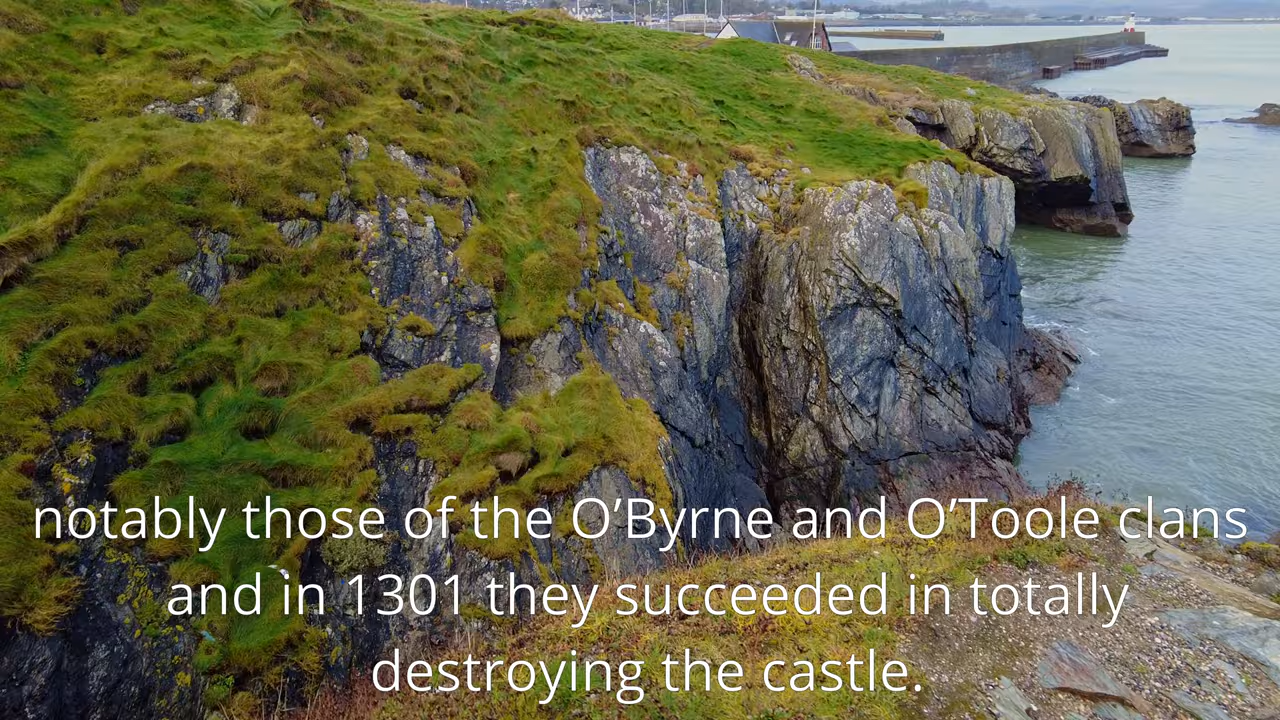 notably those of the O’Byrne and O’Toole clans
and in 1301 they succeeded in totally
destroying the castle.